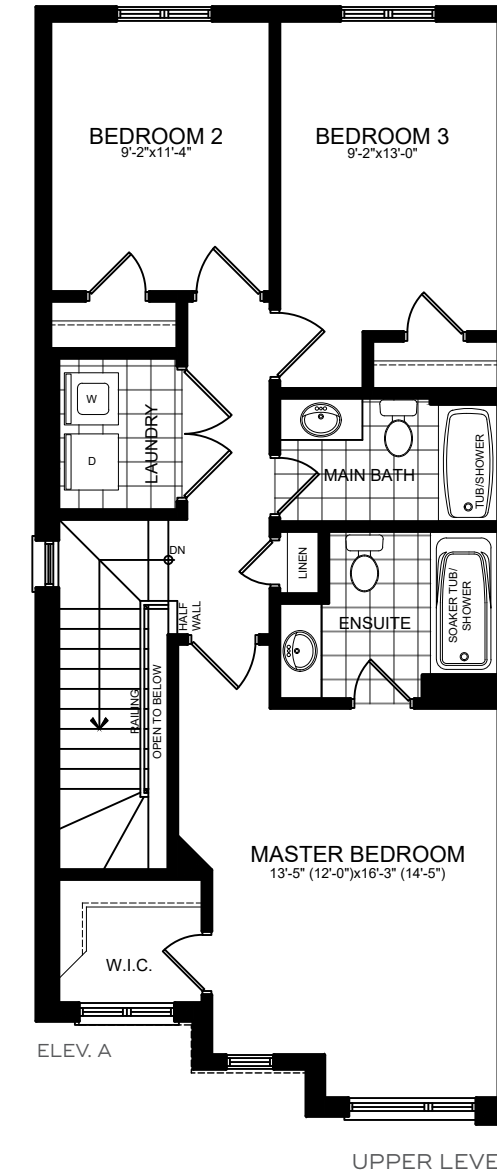 BEDROOM 2
9'-2"x11'-4"
BEDROOM 3
9'-2"x13'-0"
W
D
LAUNDRY
MAIN BATH
TUB/SHOWER
DN
LINEN
HALF
WALL
ENSUITE
SOAKER TUB/
SHOWER
RAILING
OPEN TO BELOW
MASTER BEDROOM
13'-5" (12'-0")x16'-3" (14'-5")
W.I.C.
ELEV. A
UPPER LEVE